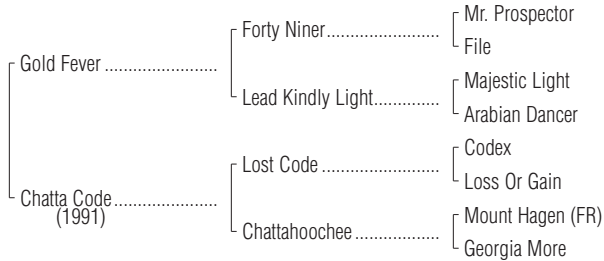 Mr. Prospector
Forty Niner
File
Gold Fever
Majestic Light
Lead Kindly Light
Arabian Dancer
Codex
Lost Code
Loss Or Gain
Chatta Code
(1991)
Mount Hagen (FR)
Chattahoochee
Georgia More